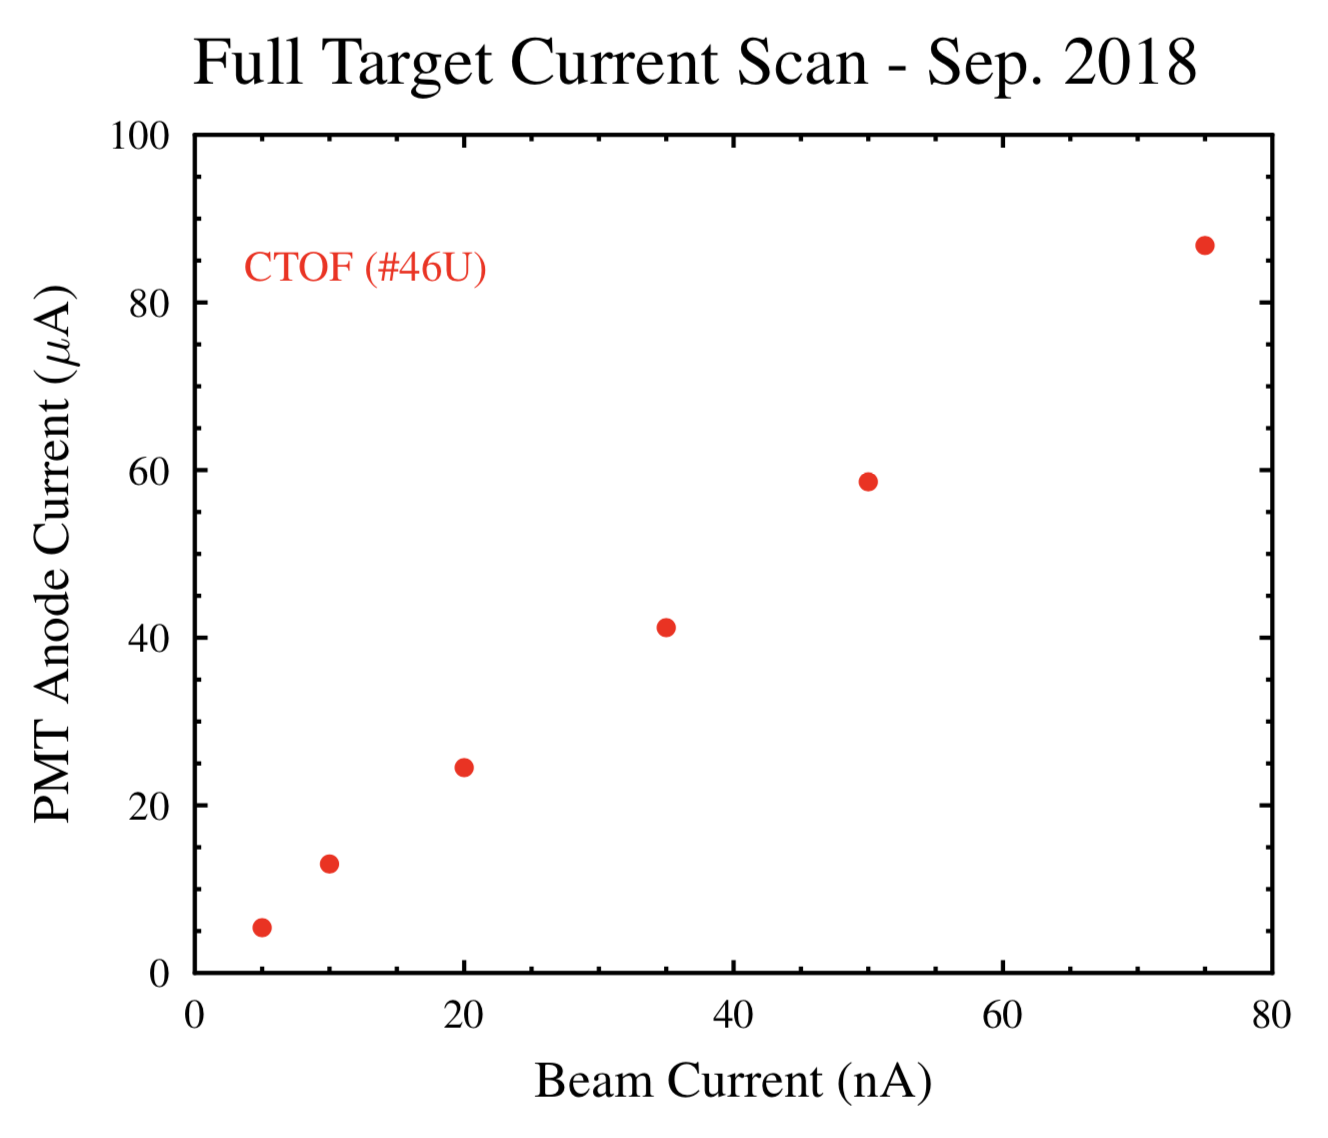 Full Target Current Scan - Sep. 2018
100
80
60
40
20
0
PMT Anode Current (μA)
CTOF (#46U)
0 20 40 60 80
Beam Current (nA)